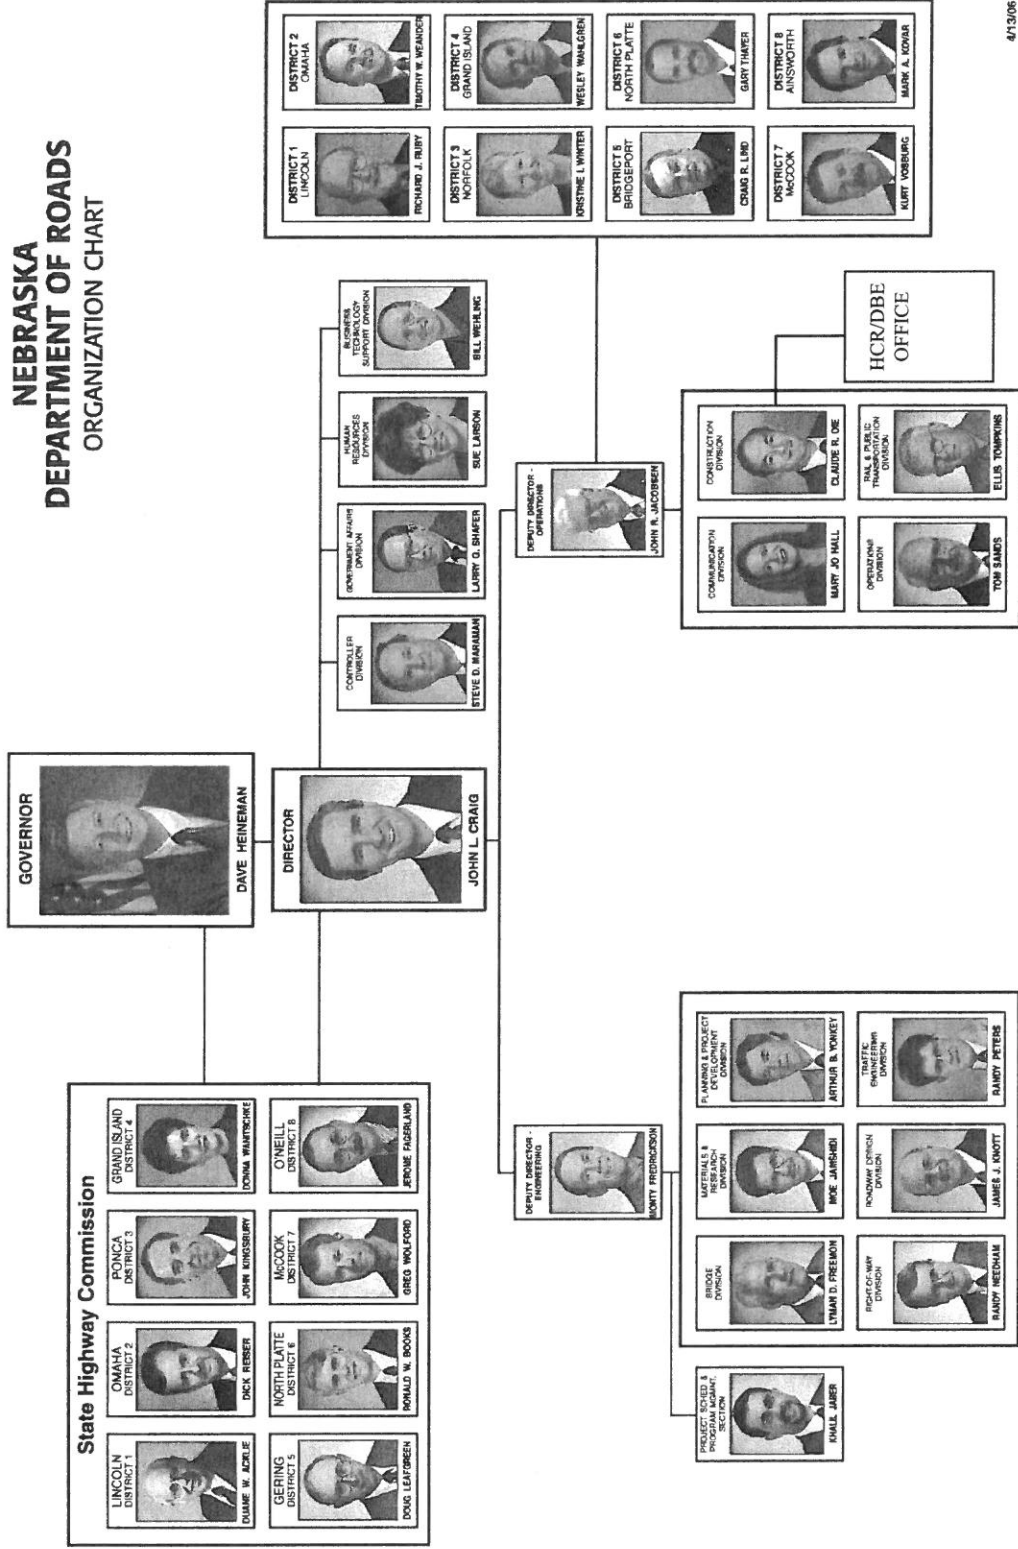 NEBRASKA
DEPARTMENT OF ROADS
ORGANIZATION CHART
GOVERNOR
DAVE HEINEMAN
DIRECTOR
JOHN L. CRAIG
State Highway Commission
LINCOLN
DISTRICT 1
DUANE W. ACKLIE
OMAHA
DISTRICT 2
DICK REISER
PONCA
DISTRICT 3
JOHN KINGSBURY
GRAND ISLAND
DISTRICT 4
DONNA WANITSCHKE
GERING
DISTRICT 5
DOUG LEAFGREEN
NORTH PLATTE
DISTRICT 6
RONALD W. BOOKS
McCOOK
DISTRICT 7
GREG WOLFORD
O'NEILL
DISTRICT 8
JEROME FAGERLAND
CONTROLLER
DIVISION
STEVE D. MARAMAN
GOVERNMENT AFFAIRS
DIVISION
LARRY G. SHAFER
HUMAN
RESOURCES
DIVISION
SUE LARSON
BUSINESS
TECHNOLOGY
SUPPORT DIVISION
BILL WEHLING
DISTRICT 1
LINCOLN
RICHARD J. RUBY
DISTRICT 2
OMAHA
TIMOTHY W. WEANDER
DISTRICT 3
NORFOLK
KRISTINE I. WINTER
DISTRICT 4
GRAND ISLAND
WESLEY WAHLGREN
DISTRICT 5
BRIDGEPORT
CRAIG R. LIND
DISTRICT 6
NORTH PLATTE
GARY THAYER
DISTRICT 7
McCOOK
KURT VOSBURG
DISTRICT 8
AINSWORTH
MARK A. KOVAR
DEPUTY DIRECTOR -
ENGINEERING
MONTY FREDRICKSON
DEPUTY DIRECTOR -
OPERATIONS
JOHN R. JACOBSEN
PROJECT SCHED &
PROGRAM MGMT.
SECTION
KHALIL JABER
BRIDGE
DIVISION
LYMAN D. FREEMON
MATERIALS &
RESEARCH
DIVISION
MOE JAMSHIDI
PLANNING & PROJECT
DEVELOPMENT
DIVISION
ARTHUR B. YONKEY
RIGHT-OF-WAY
DIVISION
RANDY NEEDHAM
ROADWAY DESIGN
DIVISION
JAMES J. KNOTT
TRAFFIC
ENGINEERING
DIVISION
RANDY PETERS
COMMUNICATION
DIVISION
MARY JO HALL
CONSTRUCTION
DIVISION
CLAUDE R. OIE
OPERATIONS
DIVISION
TOM SANDS
RAIL & PUBLIC
TRANSPORTATION
DIVISION
ELLIS TOMPKINS
HCR/DBE
OFFICE
4/13/06